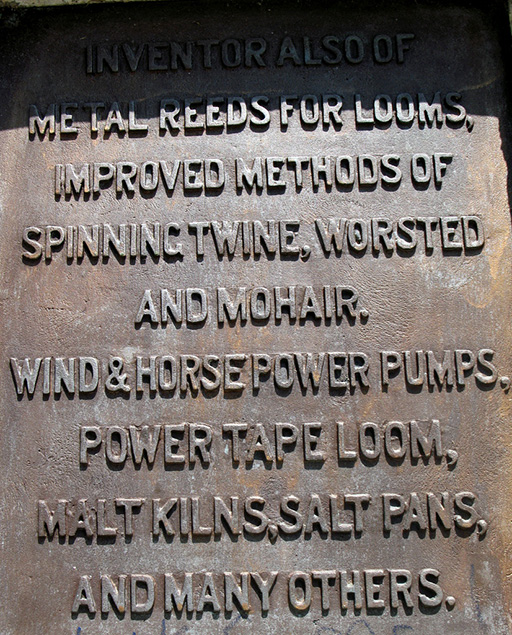 INVENTOR ALSO OF
METAL REEDS FOR LOOMS,
IMPROVED METHODS OF
SPINNING TWINE, WORSTED
AND MOHAIR.
WIND & HORSE POWER PUMPS,
POWER TAPE LOOM,
MALT KILNS, SALT PANS,
AND MANY OTHERS.